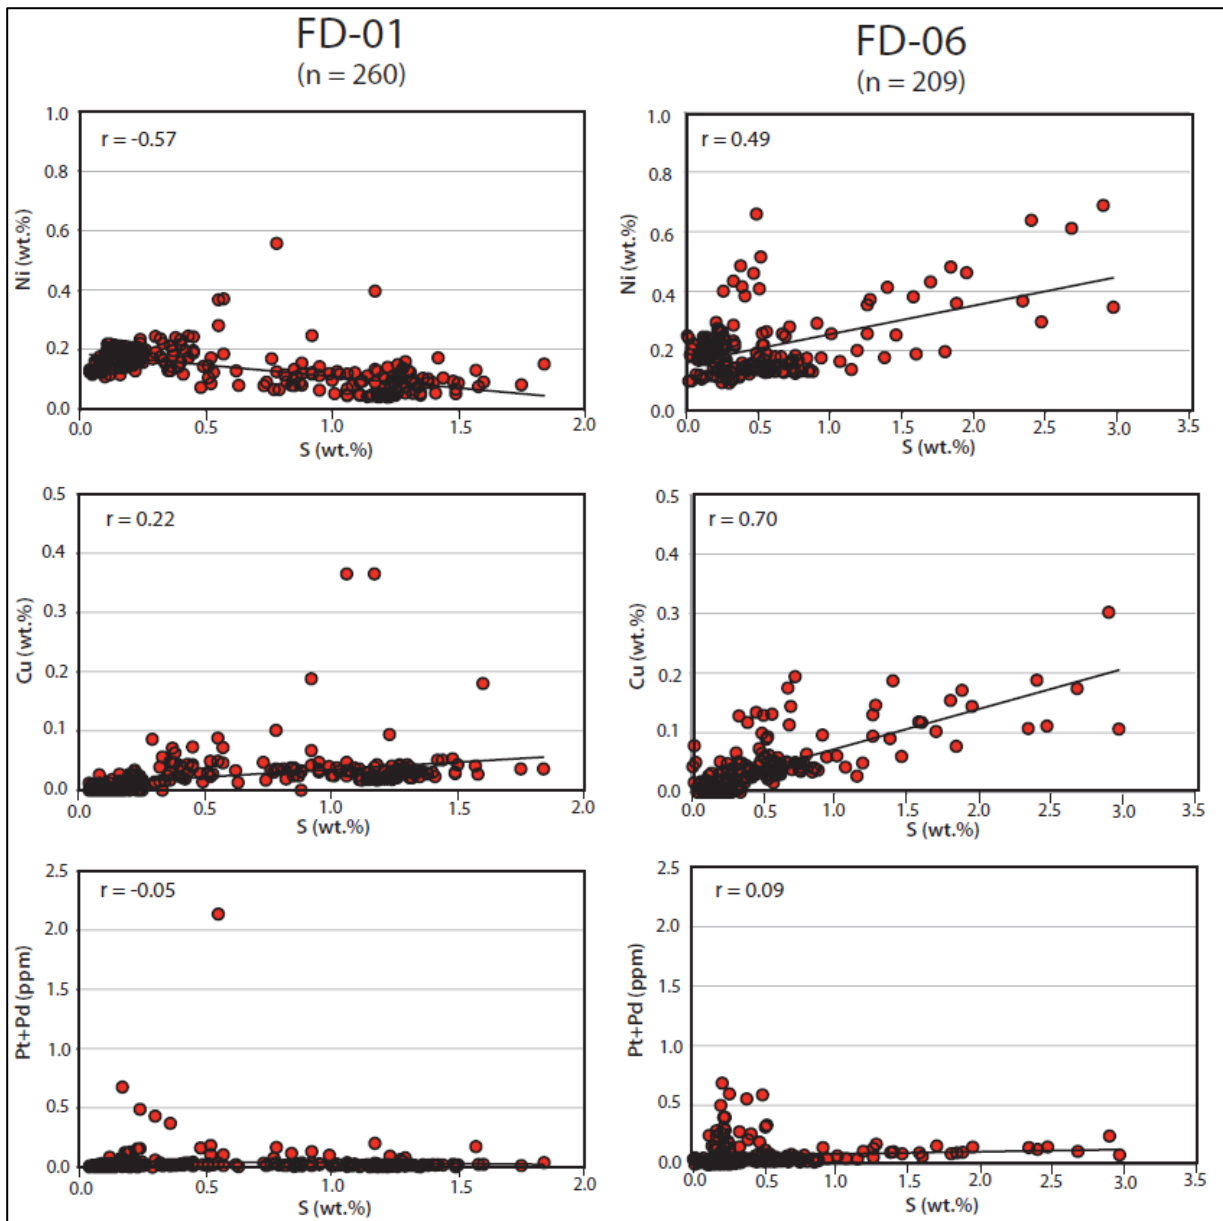 FD-01
(n = 260)
FD-06
(n = 209)
r = -0.57
Ni (wt.%)
1.0
0.8
0.6
0.4
0.2
0.0
0.0 0.5 1.0 1.5 2.0
S (wt.%)
r = 0.49
Ni (wt.%)
1.0
0.8
0.6
0.4
0.2
0.0
0.0 0.5 1.0 1.5 2.0 2.5 3.0 3.5
S (wt.%)
r = 0.22
Cu (wt.%)
0.5
0.4
0.3
0.2
0.1
0.0
0.0 0.5 1.0 1.5 2.0
S (wt.%)
r = 0.70
Cu (wt.%)
0.5
0.4
0.3
0.2
0.1
0.0
0.0 0.5 1.0 1.5 2.0 2.5 3.0 3.5
S (wt.%)
r = -0.05
Pt+Pd (ppm)
2.5
2.0
1.5
1.0
0.5
0.0
0.0 0.5 1.0 1.5 2.0
S (wt.%)
r = 0.09
Pt+Pd (ppm)
2.5
2.0
1.5
1.0
0.5
0.0
0.0 0.5 1.0 1.5 2.0 2.5 3.0 3.5
S (wt.%)